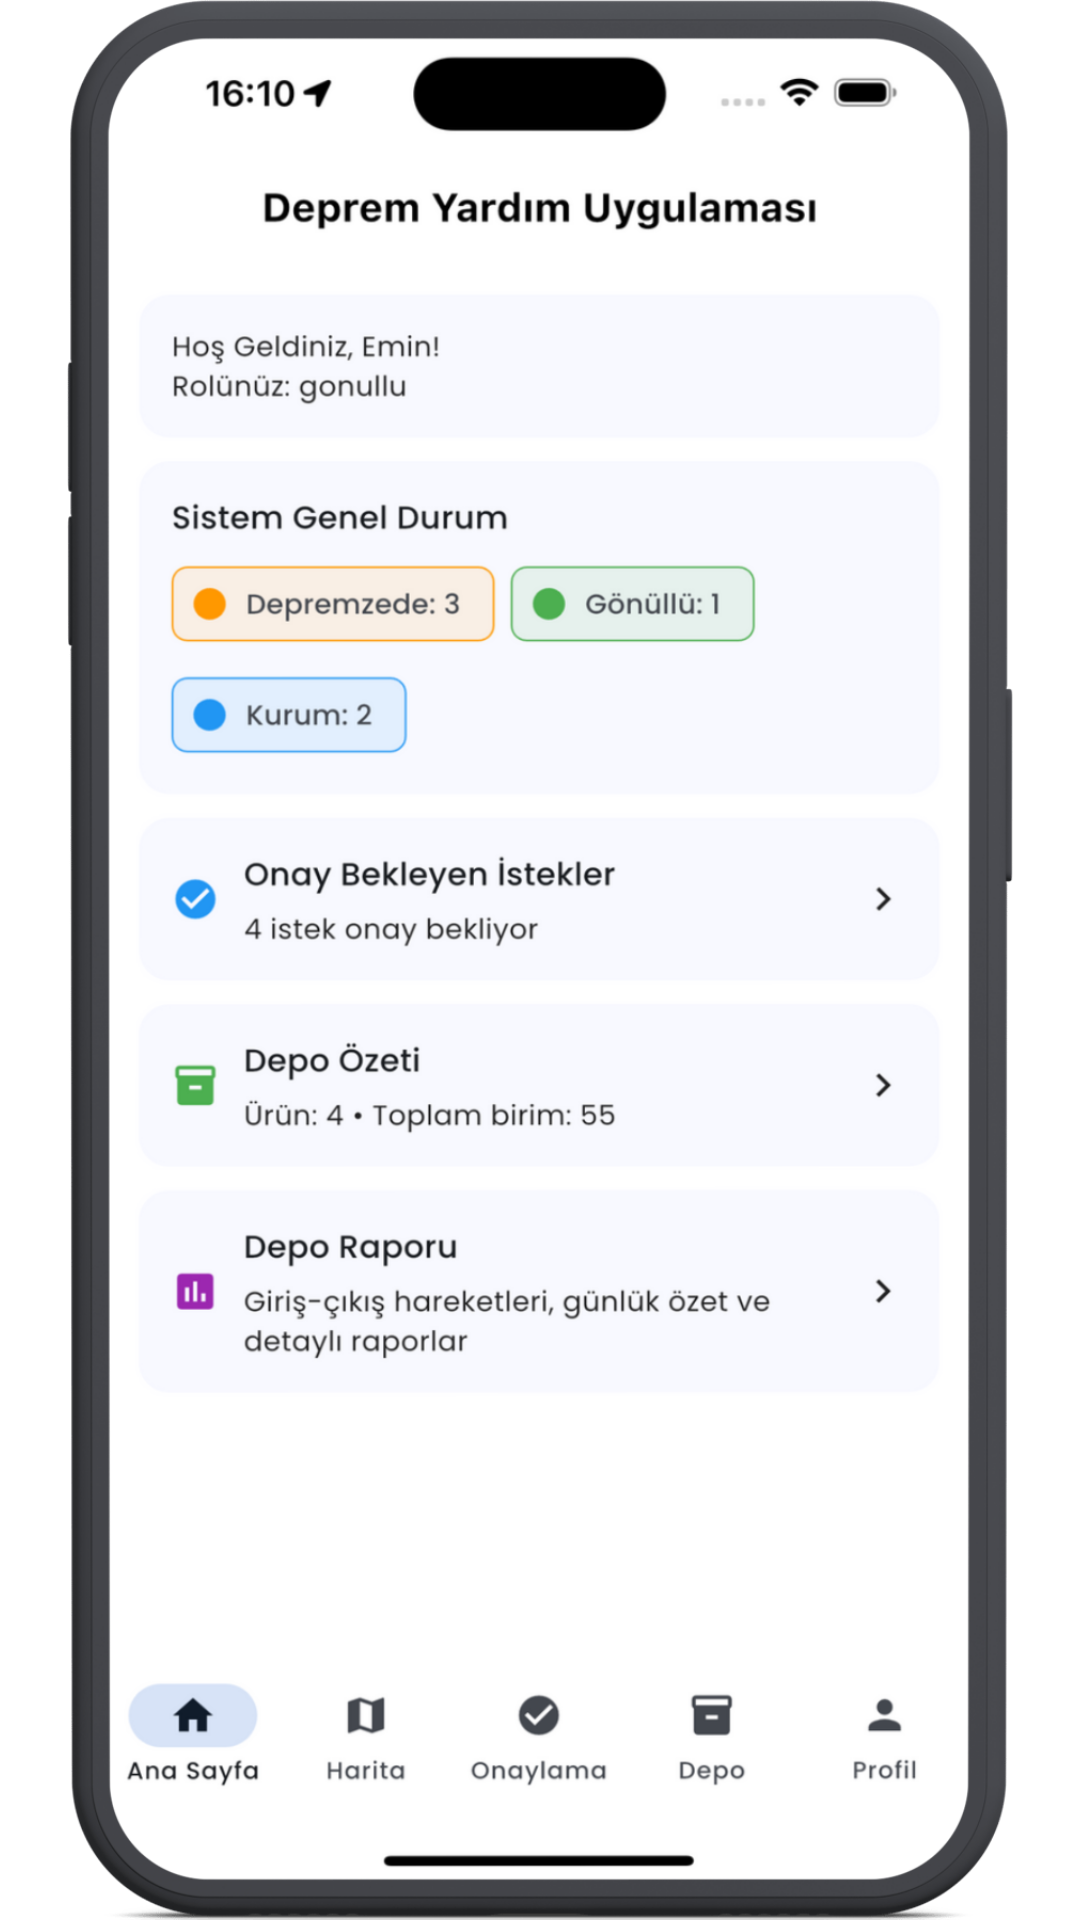 16:10
Deprem Yardım Uygulaması
Hoş Geldiniz, Emin!
Rolünüz: gonullu
Sistem Genel Durum
Depremzede: 3
Gönüllü: 1
Kurum: 2
Onay Bekleyen İstekler
4 istek onay bekliyor
Depo Özeti
Ürün: 4 • Toplam birim: 55
Depo Raporu
Giriş-çıkış hareketleri, günlük özet ve
detaylı raporlar
Ana Sayfa
Harita
Onaylama
Depo
Profil